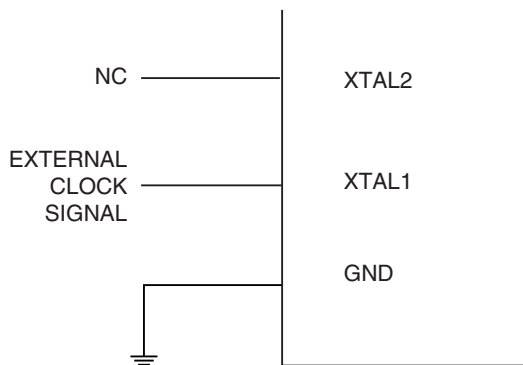 NC
XTAL2
EXTERNAL
CLOCK
SIGNAL
XTAL1
GND